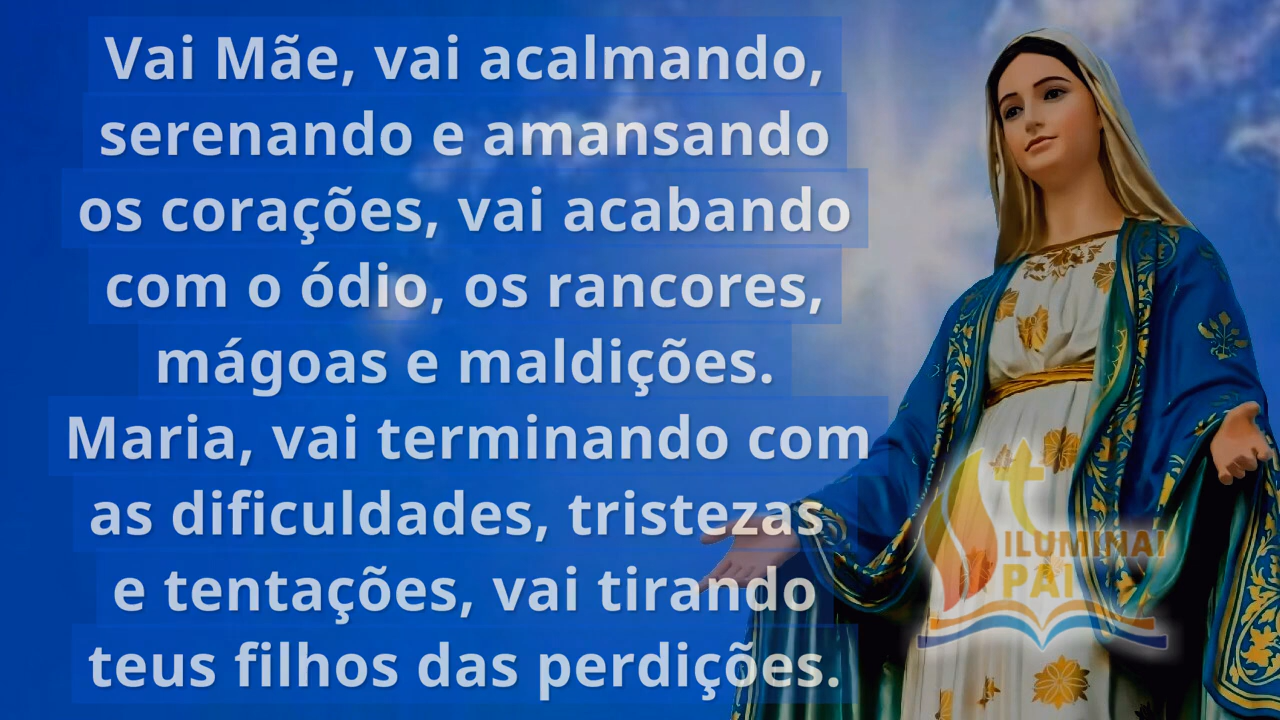 Vai Mãe, vai acalmando,
serenando e amansando
os corações, vai acabando
com o ódio, os rancores,
mágoas e maldições.
Maria, vai terminando com
as dificuldades, tristezas
e tentações, vai tirando
teus filhos das perdições.
ILUMINAI
PAI